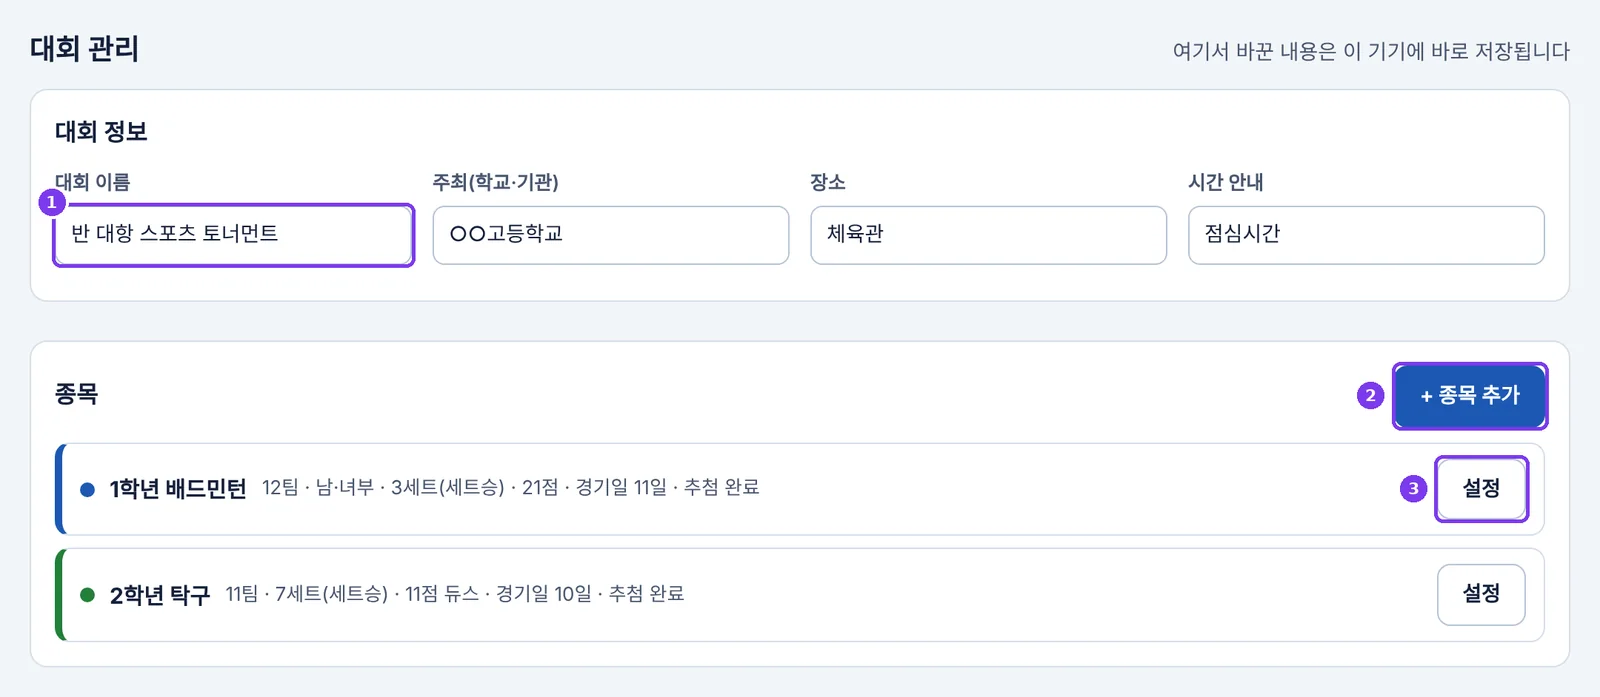 대회 관리
여기서 바꾼 내용은 이 기기에 바로 저장됩니다
대회 정보
대회 이름
주최(학교·기관)
장소
시간 안내
1
반 대항 스포츠 토너먼트
○○고등학교
체육관
점심시간
종목
2
+ 종목 추가
1학년 배드민턴 12팀 · 남·녀부 · 3세트(세트승) · 21점 · 경기일 11일 · 추첨 완료
3
설정
2학년 탁구 11팀 · 7세트(세트승) · 11점 듀스 · 경기일 10일 · 추첨 완료
설정